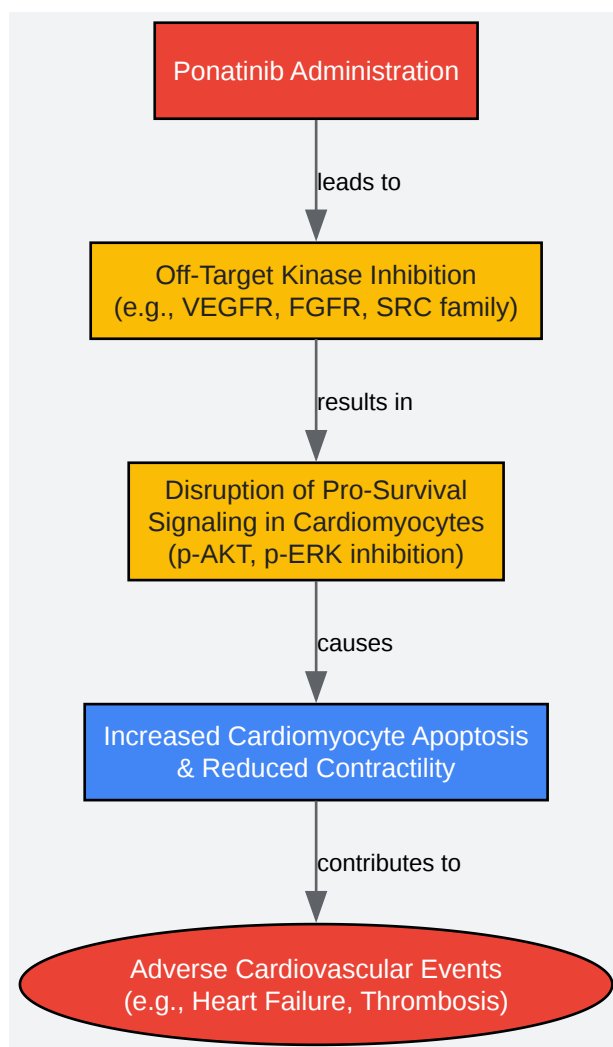 Ponatinib Administration
leads to
Off-Target Kinase Inhibition
(e.g., VEGFR, FGFR, SRC family)
results in
Disruption of Pro-Survival
Signaling in Cardiomyocytes
(p-AKT, p-ERK inhibition)
causes
Increased Cardiomyocyte Apoptosis
& Reduced Contractility
contributes to
Adverse Cardiovascular Events
(e.g., Heart Failure, Thrombosis)